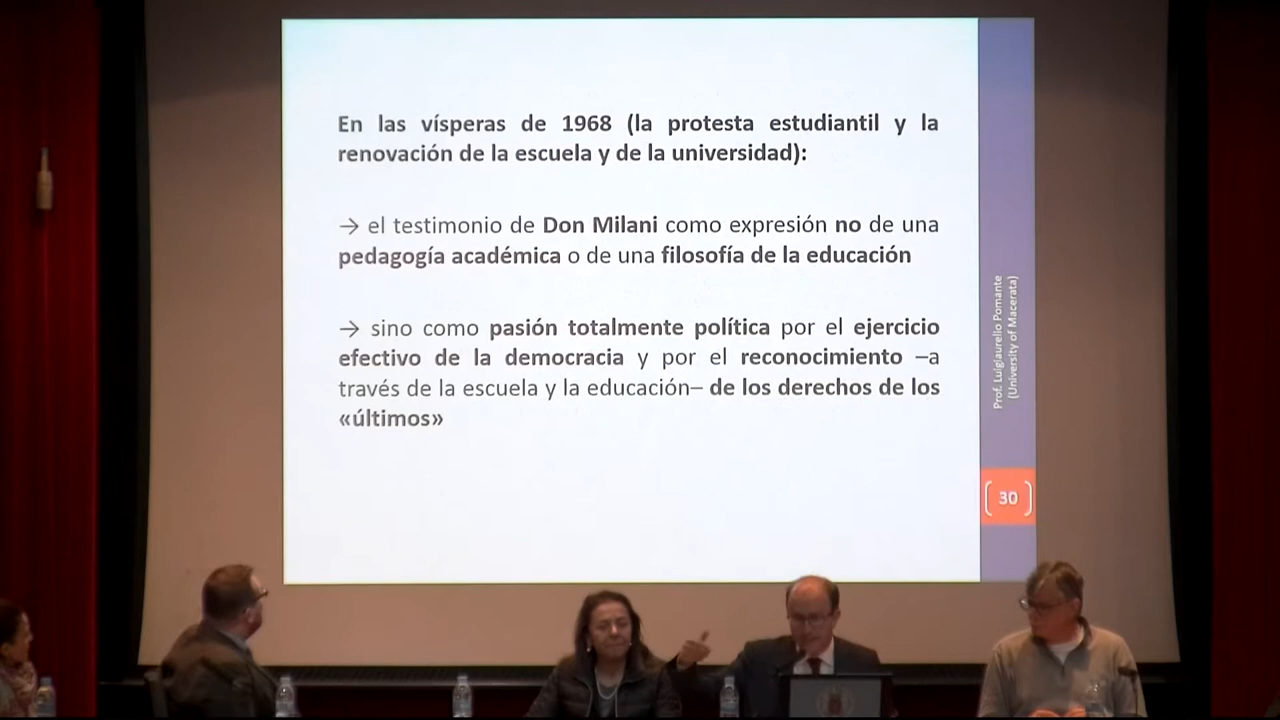 En las vísperas de 1968 (la protesta estudiantil y la
renovación de la escuela y de la universidad):
→ el testimonio de Don Milani como expresión no de una
pedagogía académica o de una filosofía de la educación
→ sino como pasión totalmente política por el ejercicio
efectivo de la democracia y por el reconocimiento –a
través de la escuela y la educación– de los derechos de los
«últimos»
Prof. Luigiaurelio Pomante
(University of Macerata)
30